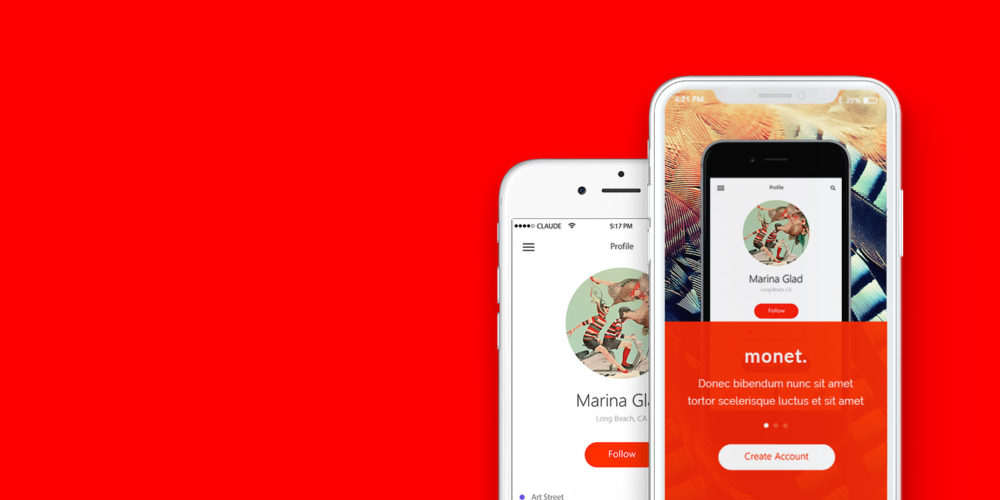 CLAUDE
5:17 PM
Profile
Marina Gl
Long Beach, CA
Follow
Art Street
4:21 PM
22%
Profile
Marina Glad
Long Beach, CA
Follow
monet.
Donec bibendum nunc sit amet
tortor scelerisque luctus et sit amet
Create Account